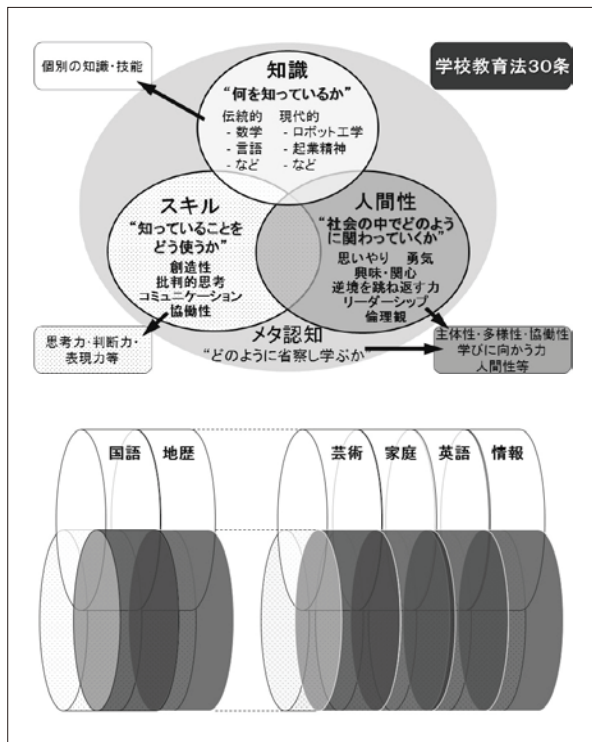 学校教育法30条
個別の知識・技能
知識
“何を知っているか”
伝統的 現代的
- 数学 - ロボット工学
- 言語 - 起業精神
- など - など
スキル
“知っていることを
どう使うか”
創造性
批判的思考
コミュニケーション
協働性
人間性
“社会の中でどのよう
に関わっていくか”
思いやり 勇気
興味・関心
逆境を跳ね返す力
リーダーシップ
倫理観
思考力・判断力・
表現力等
メタ認知
“どのように省察し学ぶか”
主体性・多様性・協働性
学びに向かう力
人間性等
国語 地歴 芸術 家庭 英語 情報